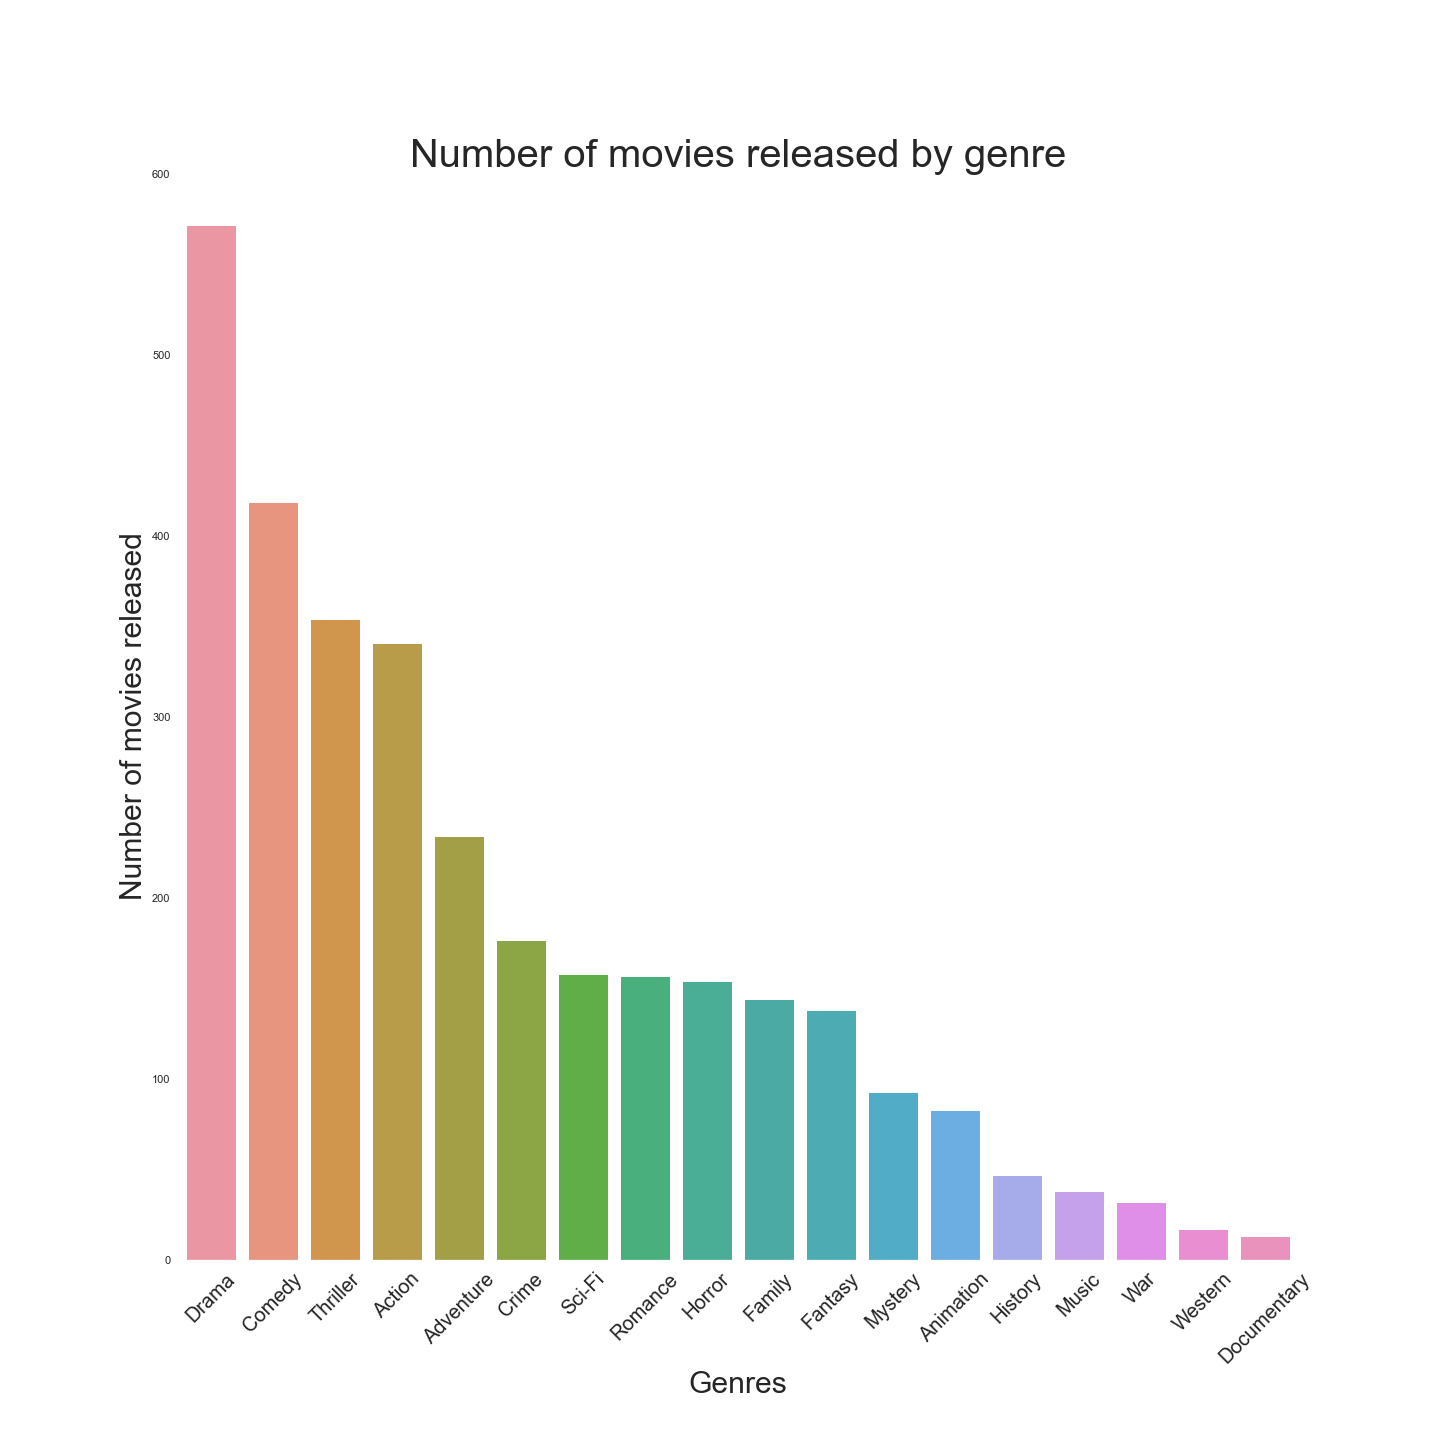 Number of movies released by genre
600
500
400
300
200
100
0
Number of movies released
Drama
Comedy
Thriller
Action
Adventure
Crime
Sci-Fi
Romance
Horror
Family
Fantasy
Mystery
Animation
History
Music
War
Western
Documentary
Genres